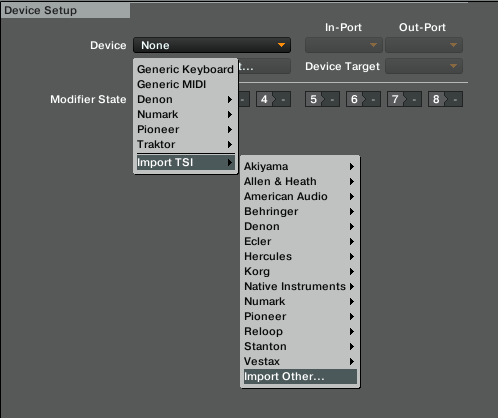 Device Setup
In-Port Out-Port
Device None
t... Device Target
Generic Keyboard
Generic MIDI
Modifier State - 4 - 5 - 6 - 7 - 8 -
Denon
Numark
Pioneer
Traktor
Import TSI
Akiyama
Allen & Heath
American Audio
Behringer
Denon
Ecler
Hercules
Korg
Native Instruments
Numark
Pioneer
Reloop
Stanton
Vestax
Import Other...